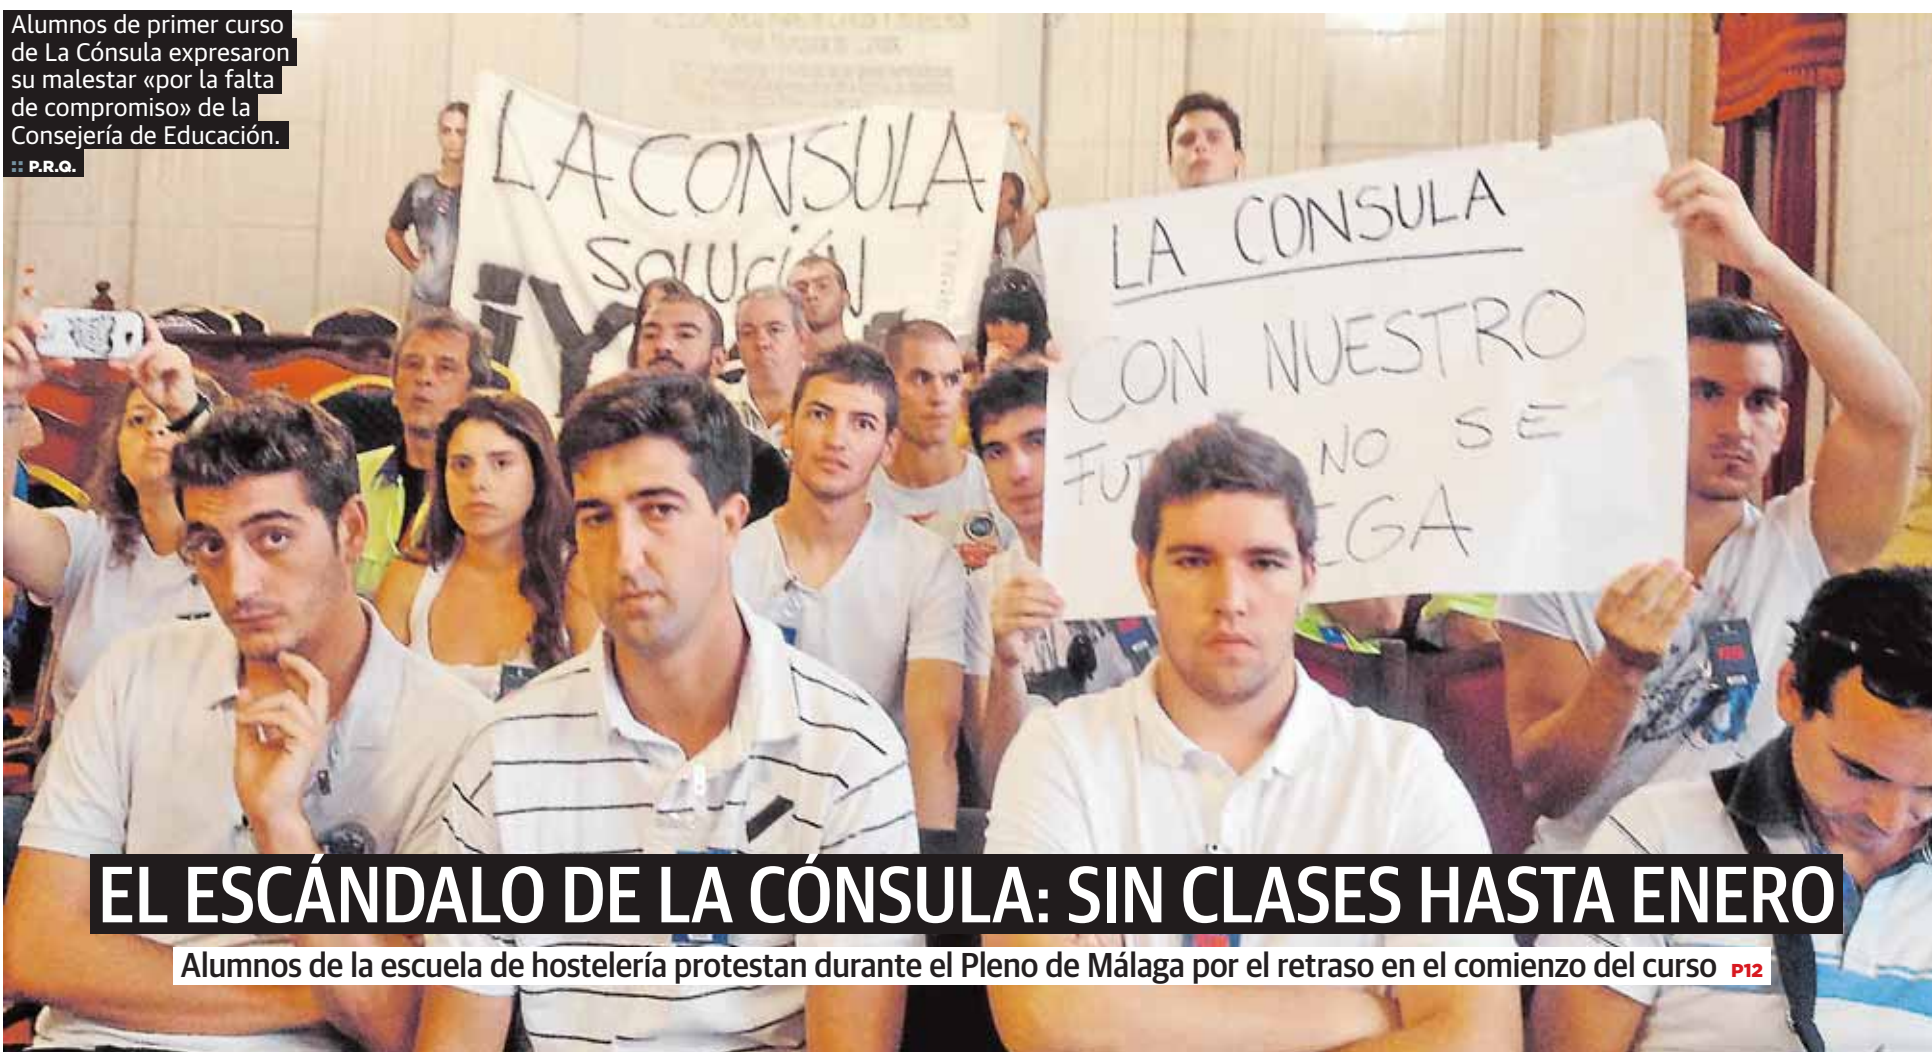 Alumnos de primer curso
de La Cónsula expresaron
su malestar «por la falta
de compromiso» de la
Consejería de Educación.
:: P.R.Q.
LA CONSULA
SOLUCIÓN
¡Y
LA CONSULA
CON NUESTRO
NO SE
EL ESCÁNDALO DE LA CÓNSULA: SIN CLASES HASTA ENERO
Alumnos de la escuela de hostelería protestan durante el Pleno de Málaga por el retraso en el comienzo del curso P12